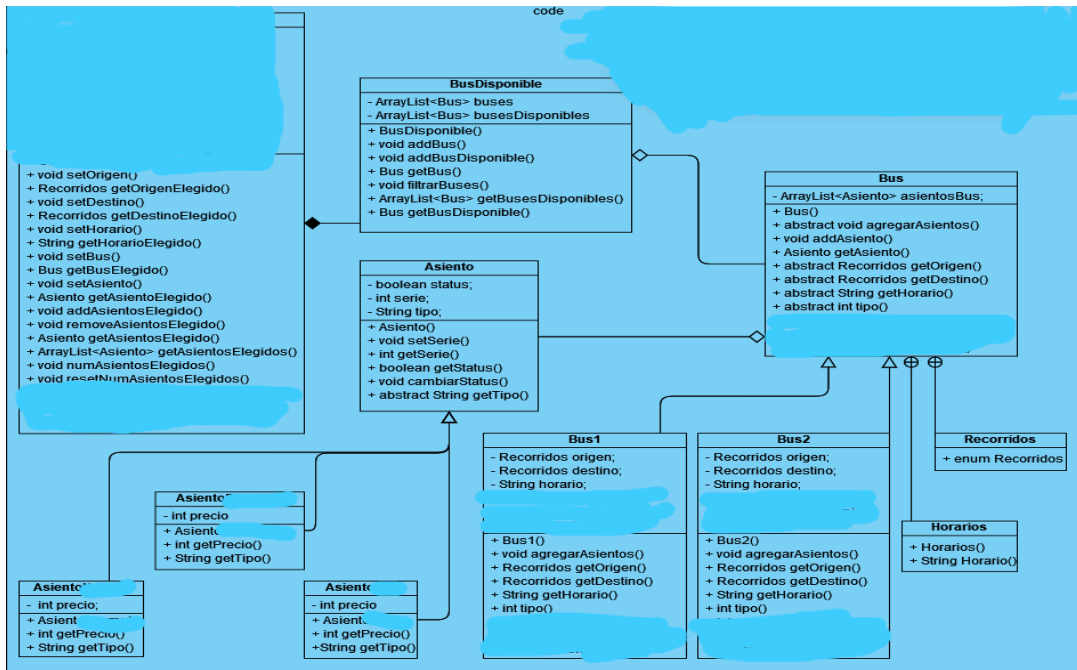 code
+ void setOrigen()
+ Recorridos getOrigenElegido()
+ void setDestino()
+ Recorridos getDestinoElegido()
+ void setHorario()
+ String getHorarioElegido()
+ void setBus()
+ Bus getBusElegido()
+ void setAsiento()
+ Asiento getAsientoElegido()
+ void addAsientosElegido()
+ void removeAsientosElegido()
+ Asiento getAsientosElegido()
+ ArrayList<Asiento> getAsientosElegidos()
+ void numAsientosElegidos()
+ void resetNumAsientosElegidos()
BusDisponible
- ArrayList<Bus> buses
- ArrayList<Bus> busesDisponibles
+ BusDisponible()
+ void addBus()
+ void addBusDisponible()
+ Bus getBus()
+ void filtrarBuses()
+ ArrayList<Bus> getBusesDisponibles()
+ Bus getBusDisponible()
Bus
- ArrayList<Asiento> asientosBus;
+ Bus()
+ abstract void agregarAsientos()
+ void addAsiento()
+ Asiento getAsiento()
+ abstract Recorridos getOrigen()
+ abstract Recorridos getDestino()
+ abstract String getHorario()
+ abstract int tipo()
Asiento
- boolean status;
- int serie;
- String tipo;
+ Asiento()
+ void setSerie()
+ int getSerie()
+ boolean getStatus()
+ void cambiarStatus()
+ abstract String getTipo()
Bus1
- Recorridos origen;
- Recorridos destino;
- String horario;
+ Bus1()
+ void agregarAsientos()
+ Recorridos getOrigen()
+ Recorridos getDestino()
+ String getHorario()
+ int tipo()
Bus2
- Recorridos origen;
- Recorridos destino;
- String horario;
+ Bus2()
+ void agregarAsientos()
+ Recorridos getOrigen()
+ Recorridos getDestino()
+ String getHorario()
+ int tipo()
Recorridos
+ enum Recorridos
Horarios
+ Horarios()
+ String Horario()
Asiento
- int precio
+ Asiento
+ int getPrecio()
+ String getTipo()
Asiento
- int precio;
+ Asient
+ int getPrecio()
+ String getTipo()
Asiento
- int precio
+ Asiento
+ int getPrecio()
+String getTipo()